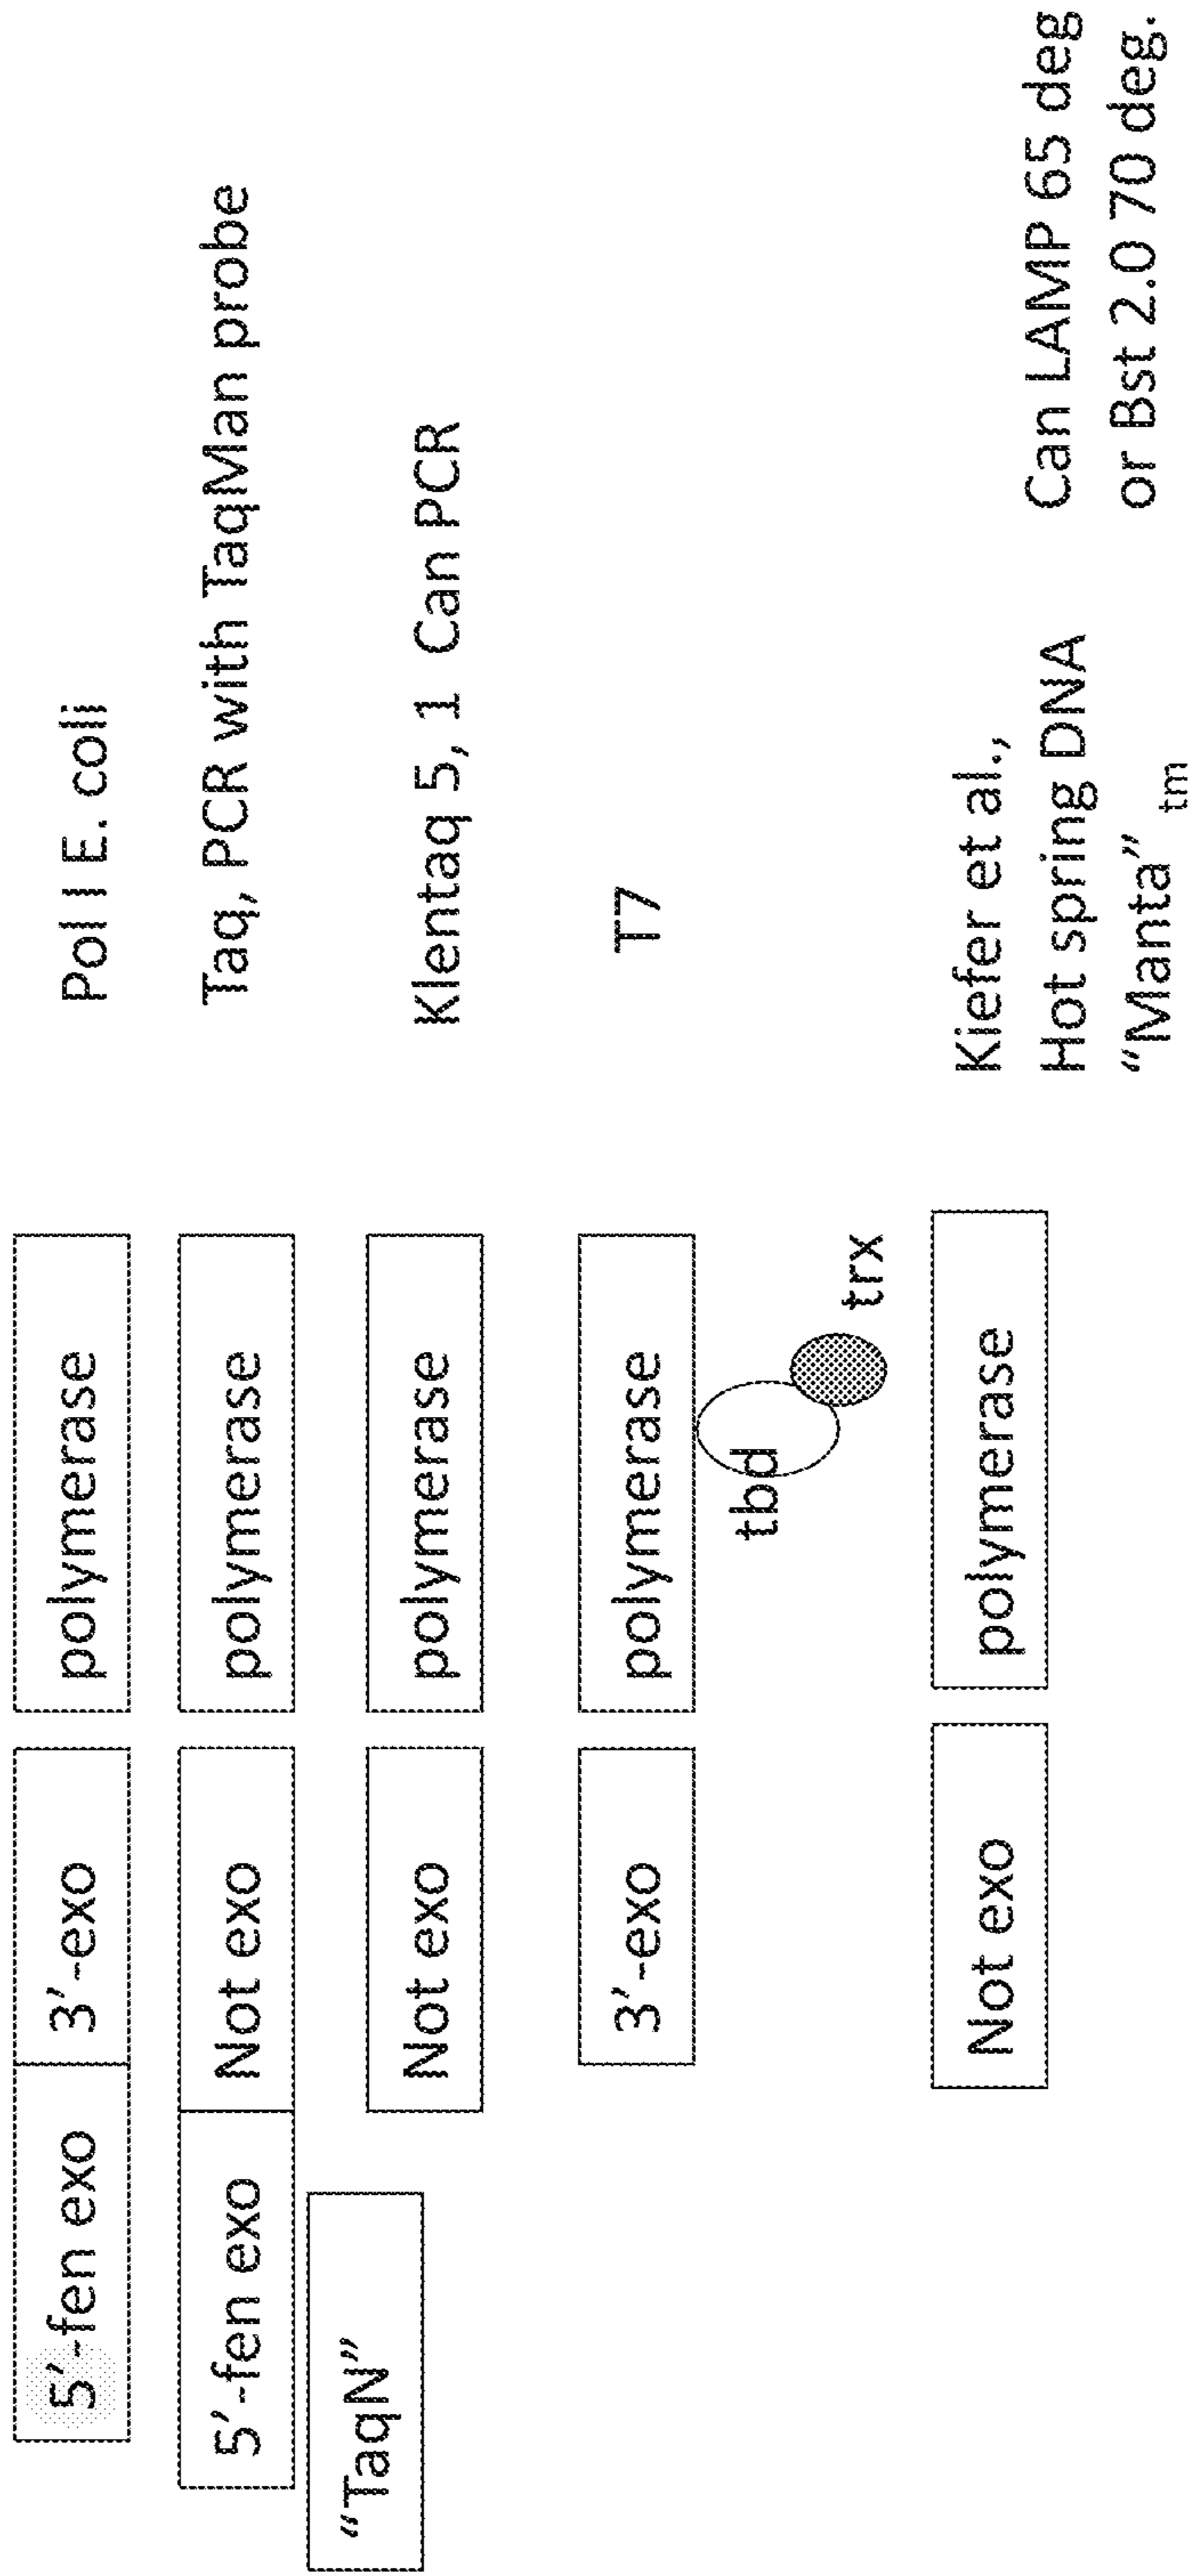 5′-fen exo 3′-exo polymerase Pol I E. coli
5′-fen exo Not exo polymerase Taq, PCR with TaqMan probe
“TaqN”
Not exo polymerase Klentaq 5, 1 Can PCR
3′-exo polymerase T7
tbd
trx
Not exo polymerase
Kiefer et al.,
Hot spring DNA
“Manta” tm
Can LAMP 65 deg
or Bst 2.0 70 deg.